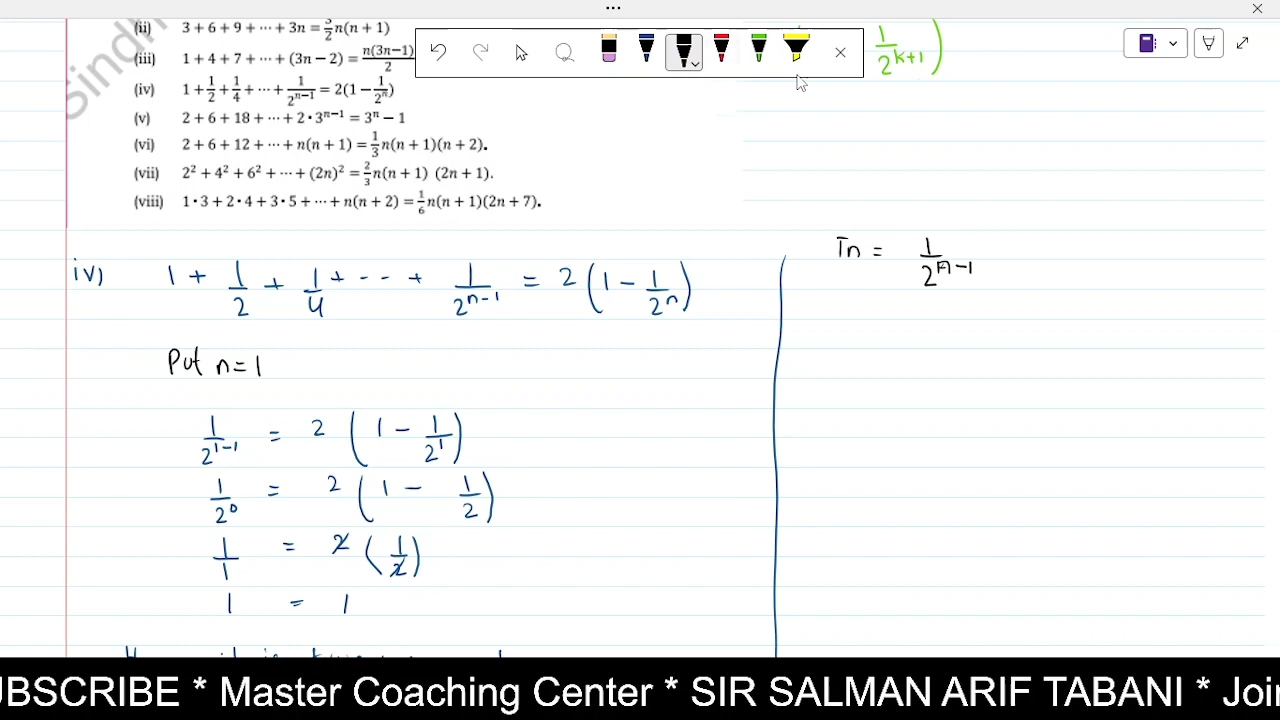 (ii) 3 + 6 + 9 + ⋯ + 3n = 3/2 n(n + 1)
(iii) 1 + 4 + 7 + ⋯ + (3n − 2) = n(3n−1)/2
(iv) 1 + 1/2 + 1/4 + ⋯ + 1/2^(n−1) = 2(1 − 1/2^n)
(v) 2 + 6 + 18 + ⋯ + 2 • 3^(n−1) = 3^n − 1
(vi) 2 + 6 + 12 + ⋯ + n(n + 1) = 1/3 n(n + 1)(n + 2).
(vii) 2² + 4² + 6² + ⋯ + (2n)² = 2/3 n(n + 1) (2n + 1).
(viii) 1 • 3 + 2 • 4 + 3 • 5 + ⋯ + n(n + 2) = 1/6 n(n + 1)(2n + 7).
Sindh
1/2^(k+1) )
iv) 1 + 1/2 + 1/4 + - - + 1/2^(n−1) = 2 (1 − 1/2^n)
Put n = 1
1/2^(1−1) = 2 (1 − 1/2^1)
1/2^0 = 2 (1 − 1/2)
1/1 = 2 (1/2)
1 = 1
Tn = 1/2^(n−1)
UBSCRIBE * Master Coaching Center * SIR SALMAN ARIF TABANI * Joi